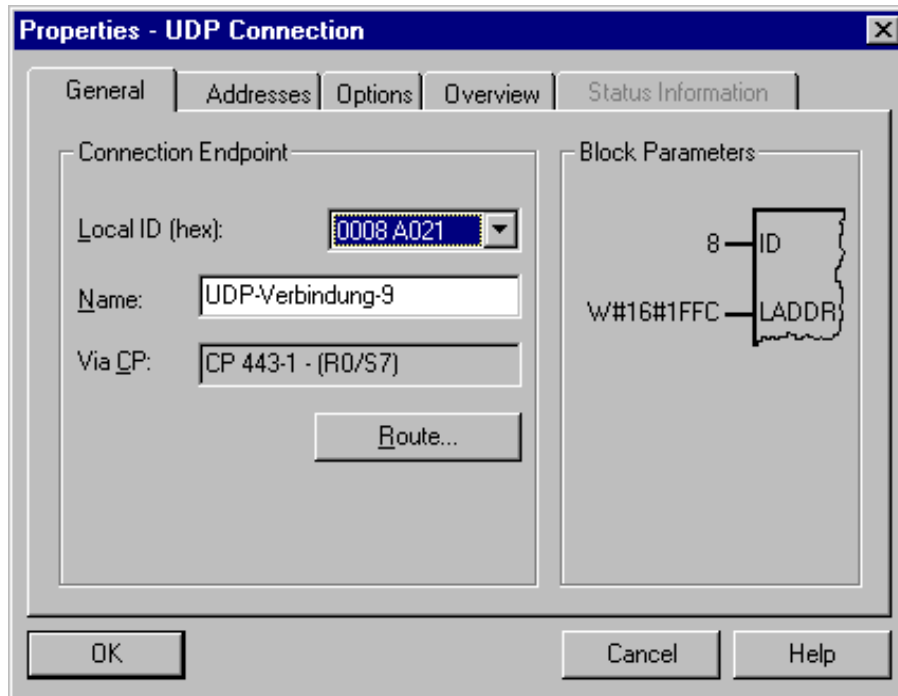 Properties - UDP Connection
General
Addresses
Options
Overview
Status Information
Connection Endpoint
Local ID (hex):
0008 A021
Name:
UDP-Verbindung-9
Via CP:
CP 443-1 - (R0/S7)
Route...
Block Parameters
8
ID
W#16#1FFC
LADDR
OK
Cancel
Help